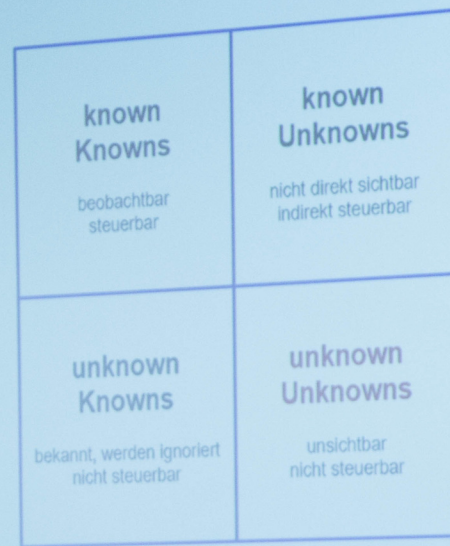 known
Knowns
beobachtbar
steuerbar
known
Unknowns
nicht direkt sichtbar
indirekt steuerbar
unknown
Knowns
bekannt, werden ignoriert
nicht steuerbar
unknown
Unknowns
unsichtbar
nicht steuerbar